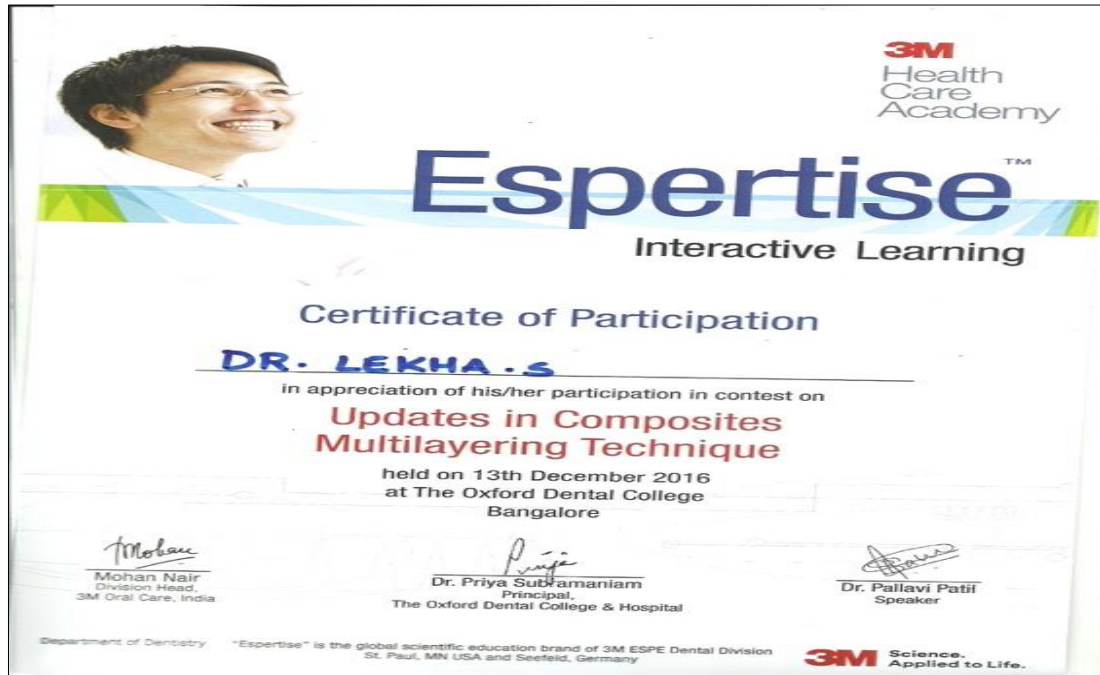 3M
Health
Care
Academy
Espertise™
Interactive Learning
Certificate of Participation
DR. LEKHA.S
in appreciation of his/her participation in contest on
Updates in Composites
Multilayering Technique
held on 13th December 2016
at The Oxford Dental College
Bangalore
Mohan
Mohan Nair
Division Head,
3M Oral Care, India
Dr. Priya Subramaniam
Principal,
The Oxford Dental College & Hospital
Dr. Pallavi Patil
Speaker
Department of Dentistry
"Espertise" is the global scientific education brand of 3M ESPE Dental Division
St. Paul, MN USA and Seefeld, Germany
3M Science.
Applied to Life.